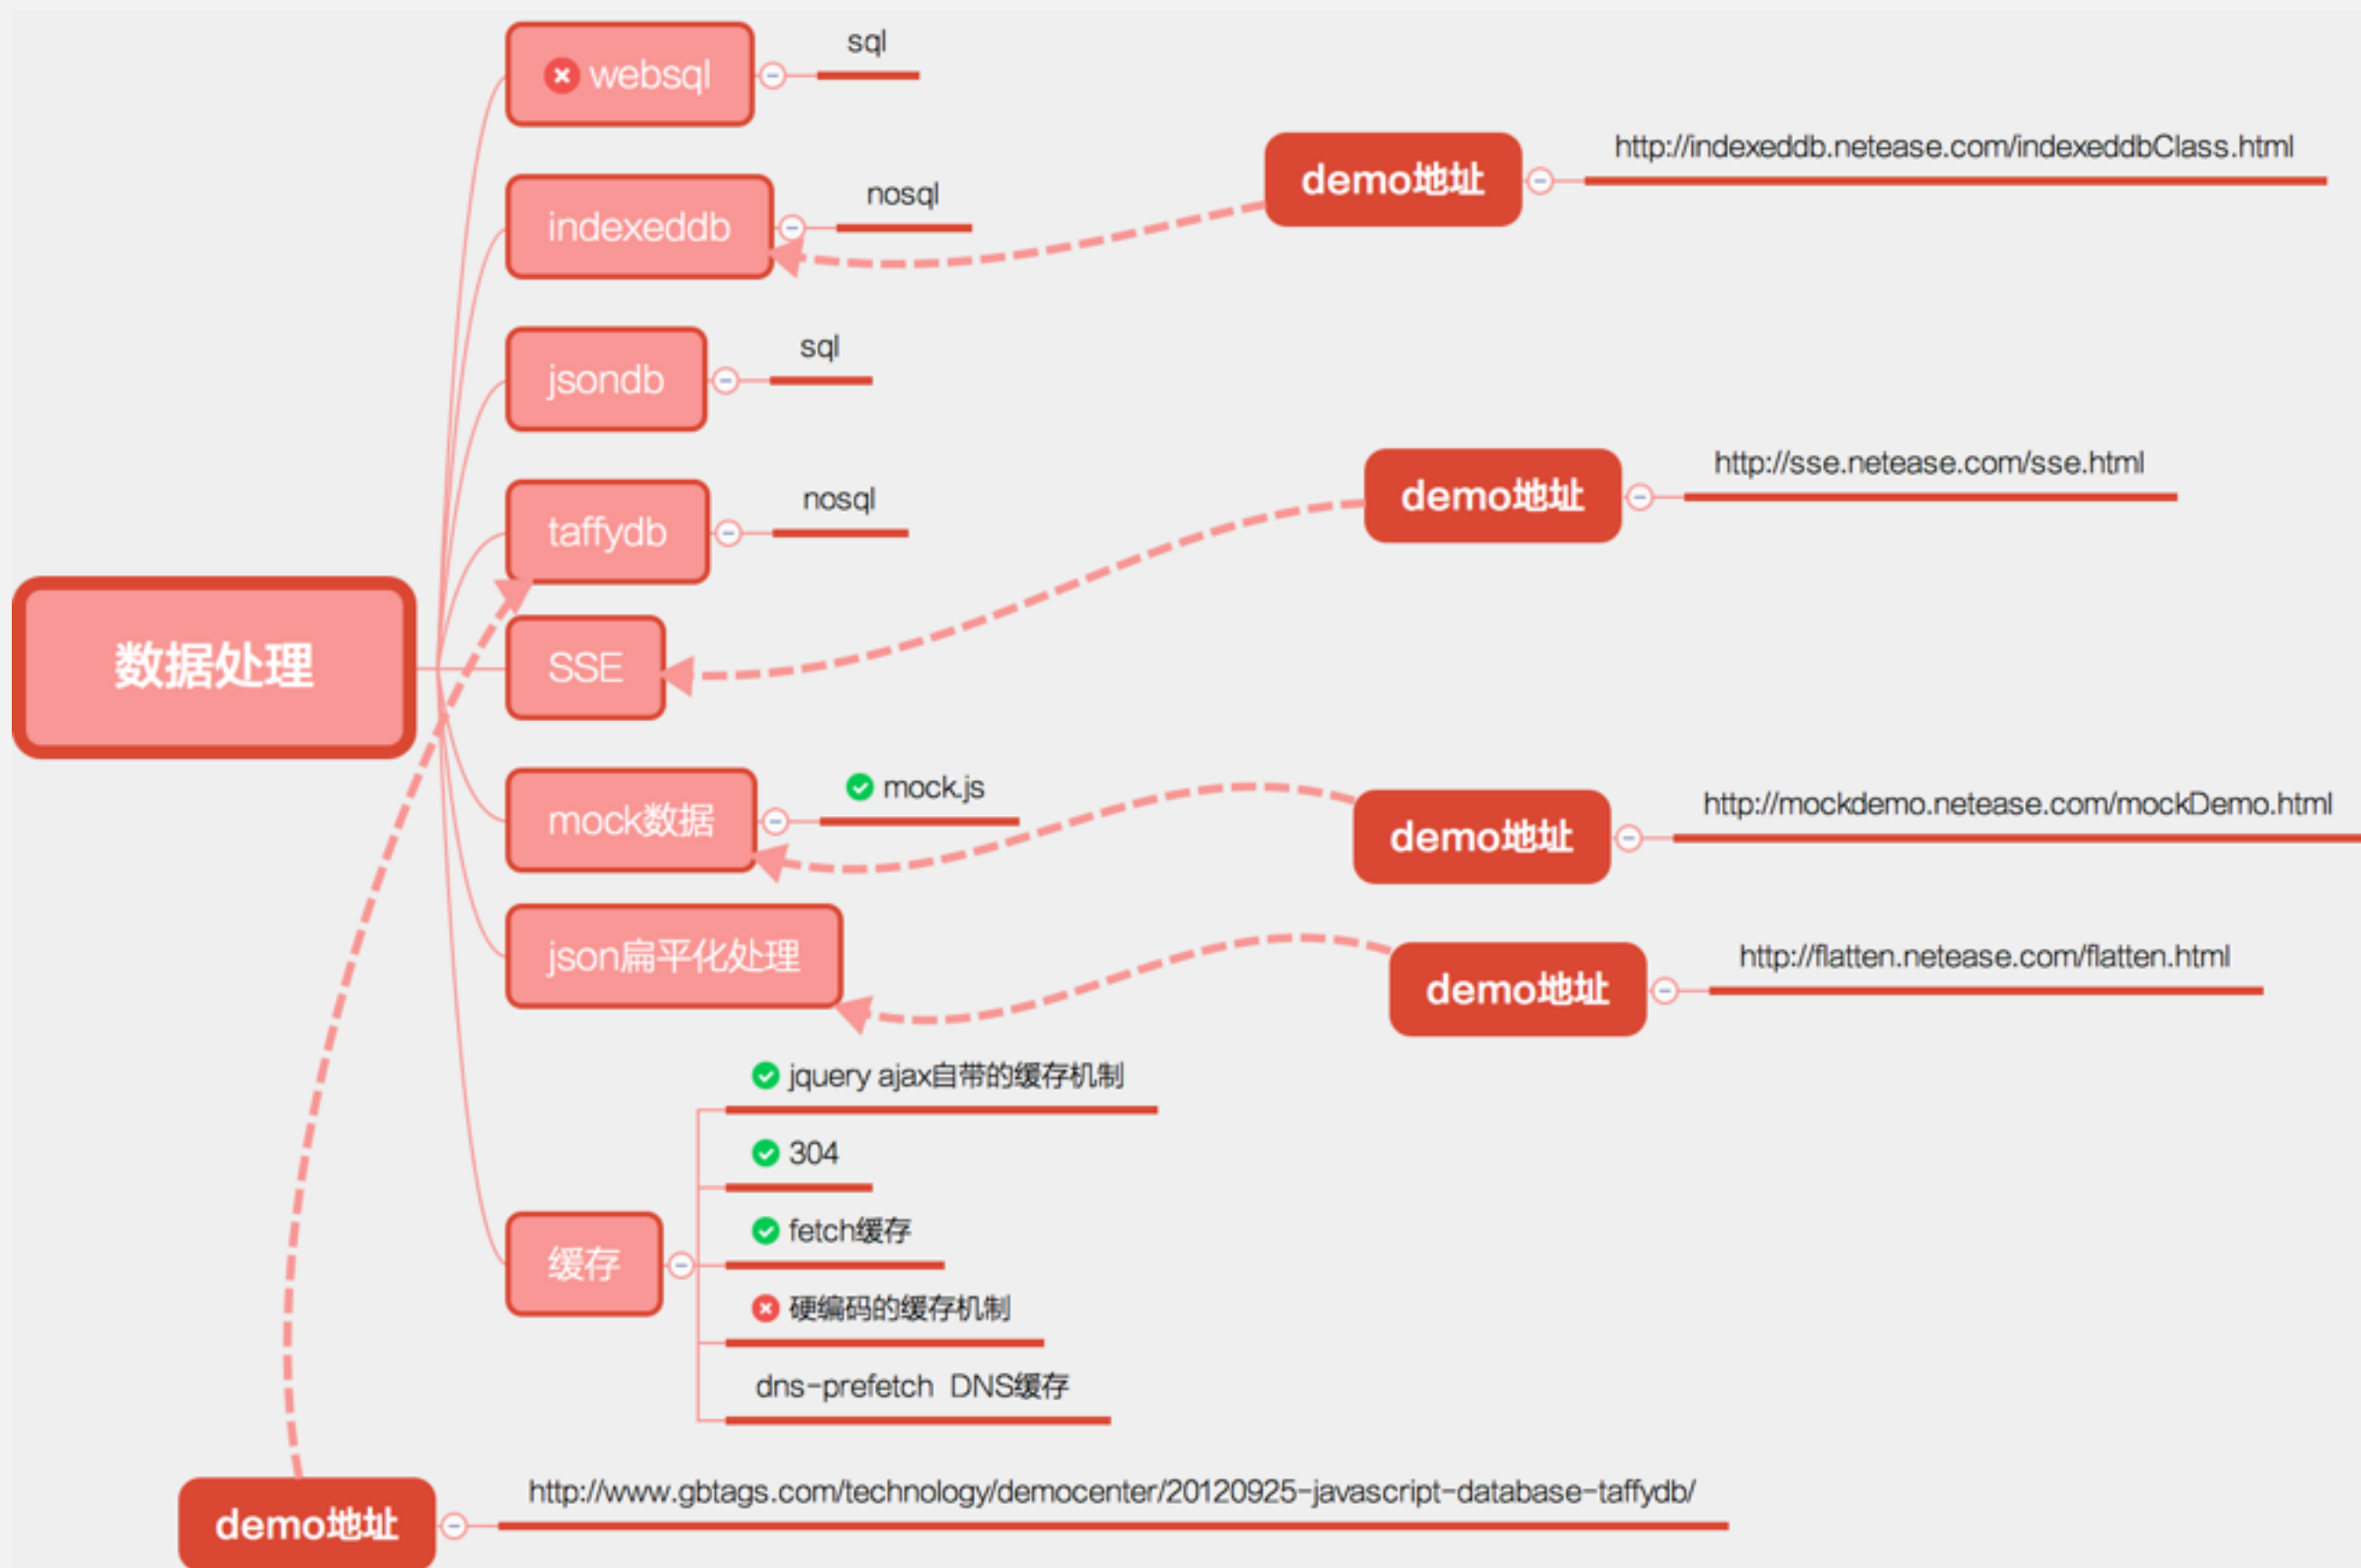 websql
sql
demo地址
http://indexeddb.netease.com/indexeddbClass.html
indexeddb
nosql
jsondb
sql
demo地址
http://sse.netease.com/sse.html
taffydb
nosql
数据处理
SSE
mock数据
mock.js
demo地址
http://mockdemo.netease.com/mockDemo.html
json扁平化处理
demo地址
http://flatten.netease.com/flatten.html
缓存
jquery ajax自带的缓存机制
304
fetch缓存
硬编码的缓存机制
dns-prefetch DNS缓存
demo地址
http://www.gbtags.com/technology/democenter/20120925-javascript-database-taffydb/